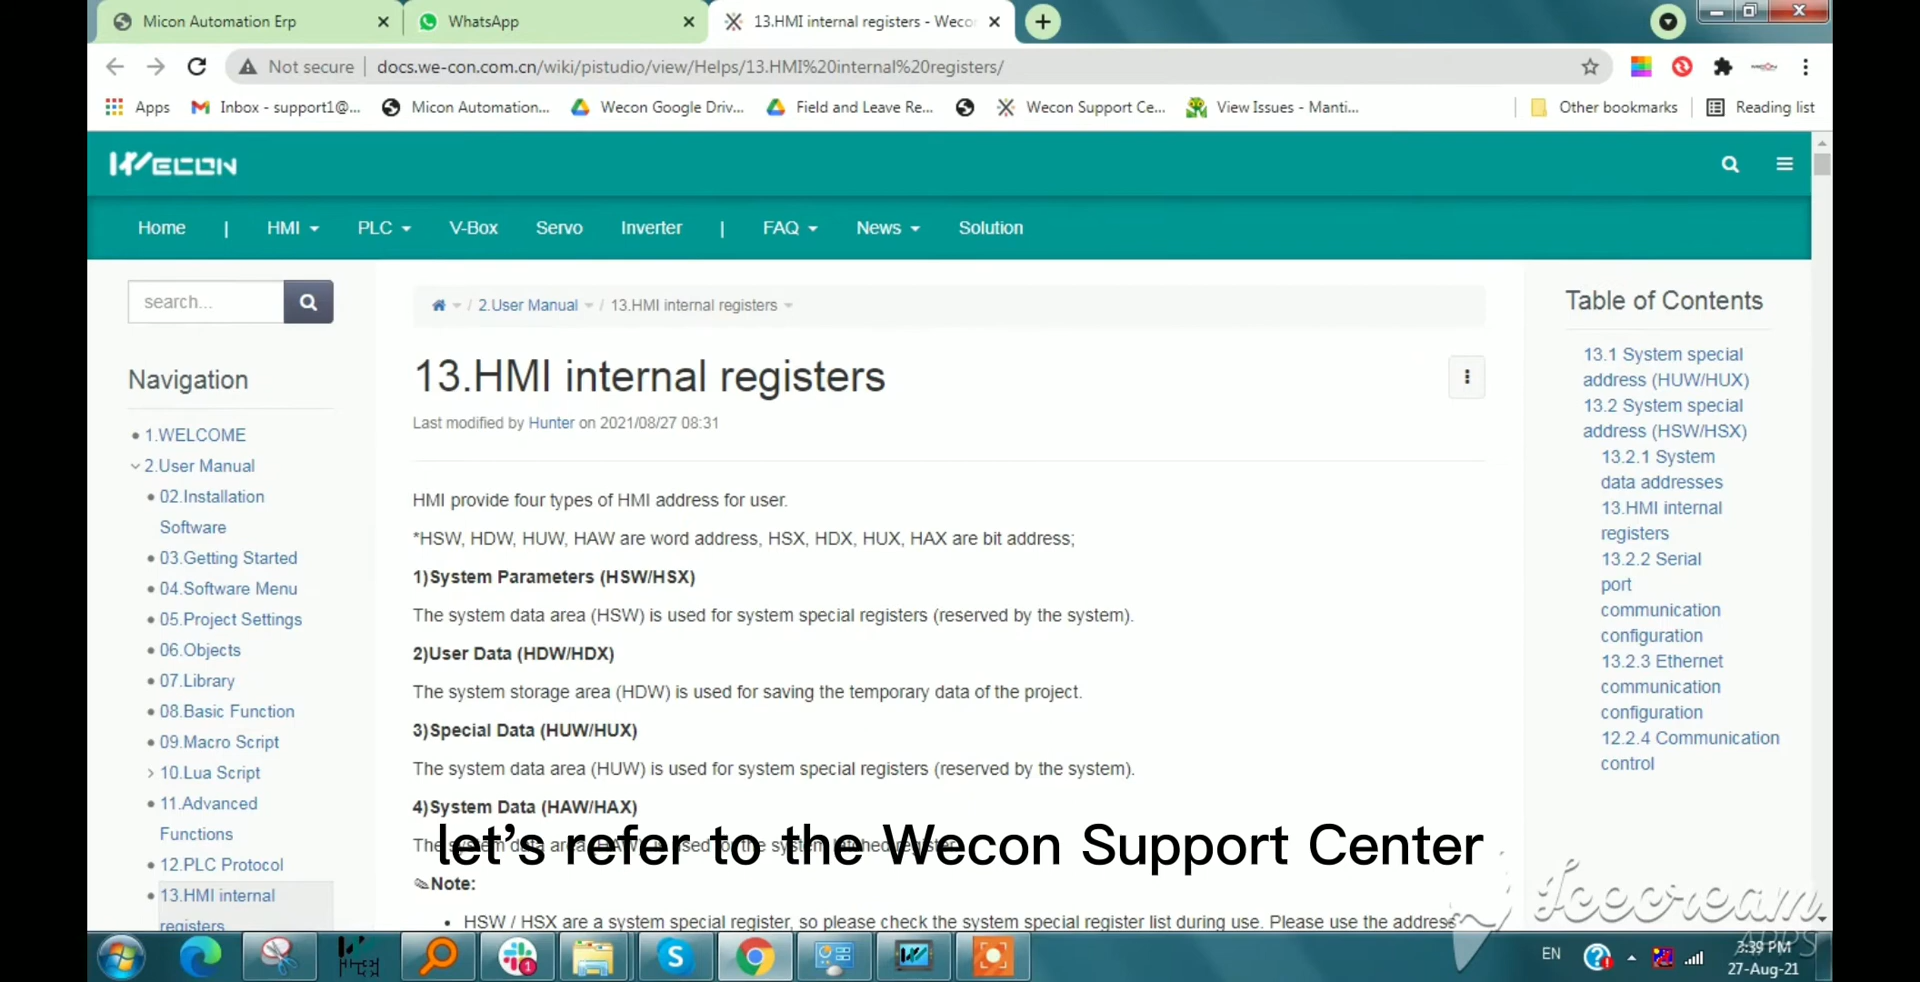 Micon Automation Erp
WhatsApp
13.HMI internal registers - Weco
Not secure
docs.we-con.com.cn/wiki/pistudio/view/Helps/13.HMI%20internal%20registers/
Apps
Inbox - support1@...
Micon Automation...
Wecon Google Driv...
Field and Leave Re...
Wecon Support Ce...
View Issues - Manti...
Other bookmarks
Reading list
WECON
Home | HMI PLC V-Box Servo Inverter | FAQ News Solution
search...
/ 2.User Manual / 13.HMI internal registers
Navigation
1.WELCOME
2.User Manual
02.Installation
Software
03.Getting Started
04.Software Menu
05.Project Settings
06.Objects
07.Library
08.Basic Function
09.Macro Script
10.Lua Script
11.Advanced
Functions
12.PLC Protocol
13.HMI internal
registers
13.HMI internal registers
Last modified by Hunter on 2021/08/27 08:31
HMI provide four types of HMI address for user.
*HSW, HDW, HUW, HAW are word address, HSX, HDX, HUX, HAX are bit address;
1)System Parameters (HSW/HSX)
The system data area (HSW) is used for system special registers (reserved by the system).
2)User Data (HDW/HDX)
The system storage area (HDW) is used for saving the temporary data of the project.
3)Special Data (HUW/HUX)
The system data area (HUW) is used for system special registers (reserved by the system).
4)System Data (HAW/HAX)
The system data area (HAW) is used for the system latched register
let's refer to the Wecon Support Center
Note:
• HSW / HSX are a system special register, so please check the system special register list during use. Please use the address
Table of Contents
13.1 System special
address (HUW/HUX)
13.2 System special
address (HSW/HSX)
13.2.1 System
data addresses
13.HMI internal
registers
13.2.2 Serial
port
communication
configuration
13.2.3 Ethernet
communication
configuration
12.2.4 Communication
control
Icecream
APPS
1
EN
3:39 PM
27-Aug-21